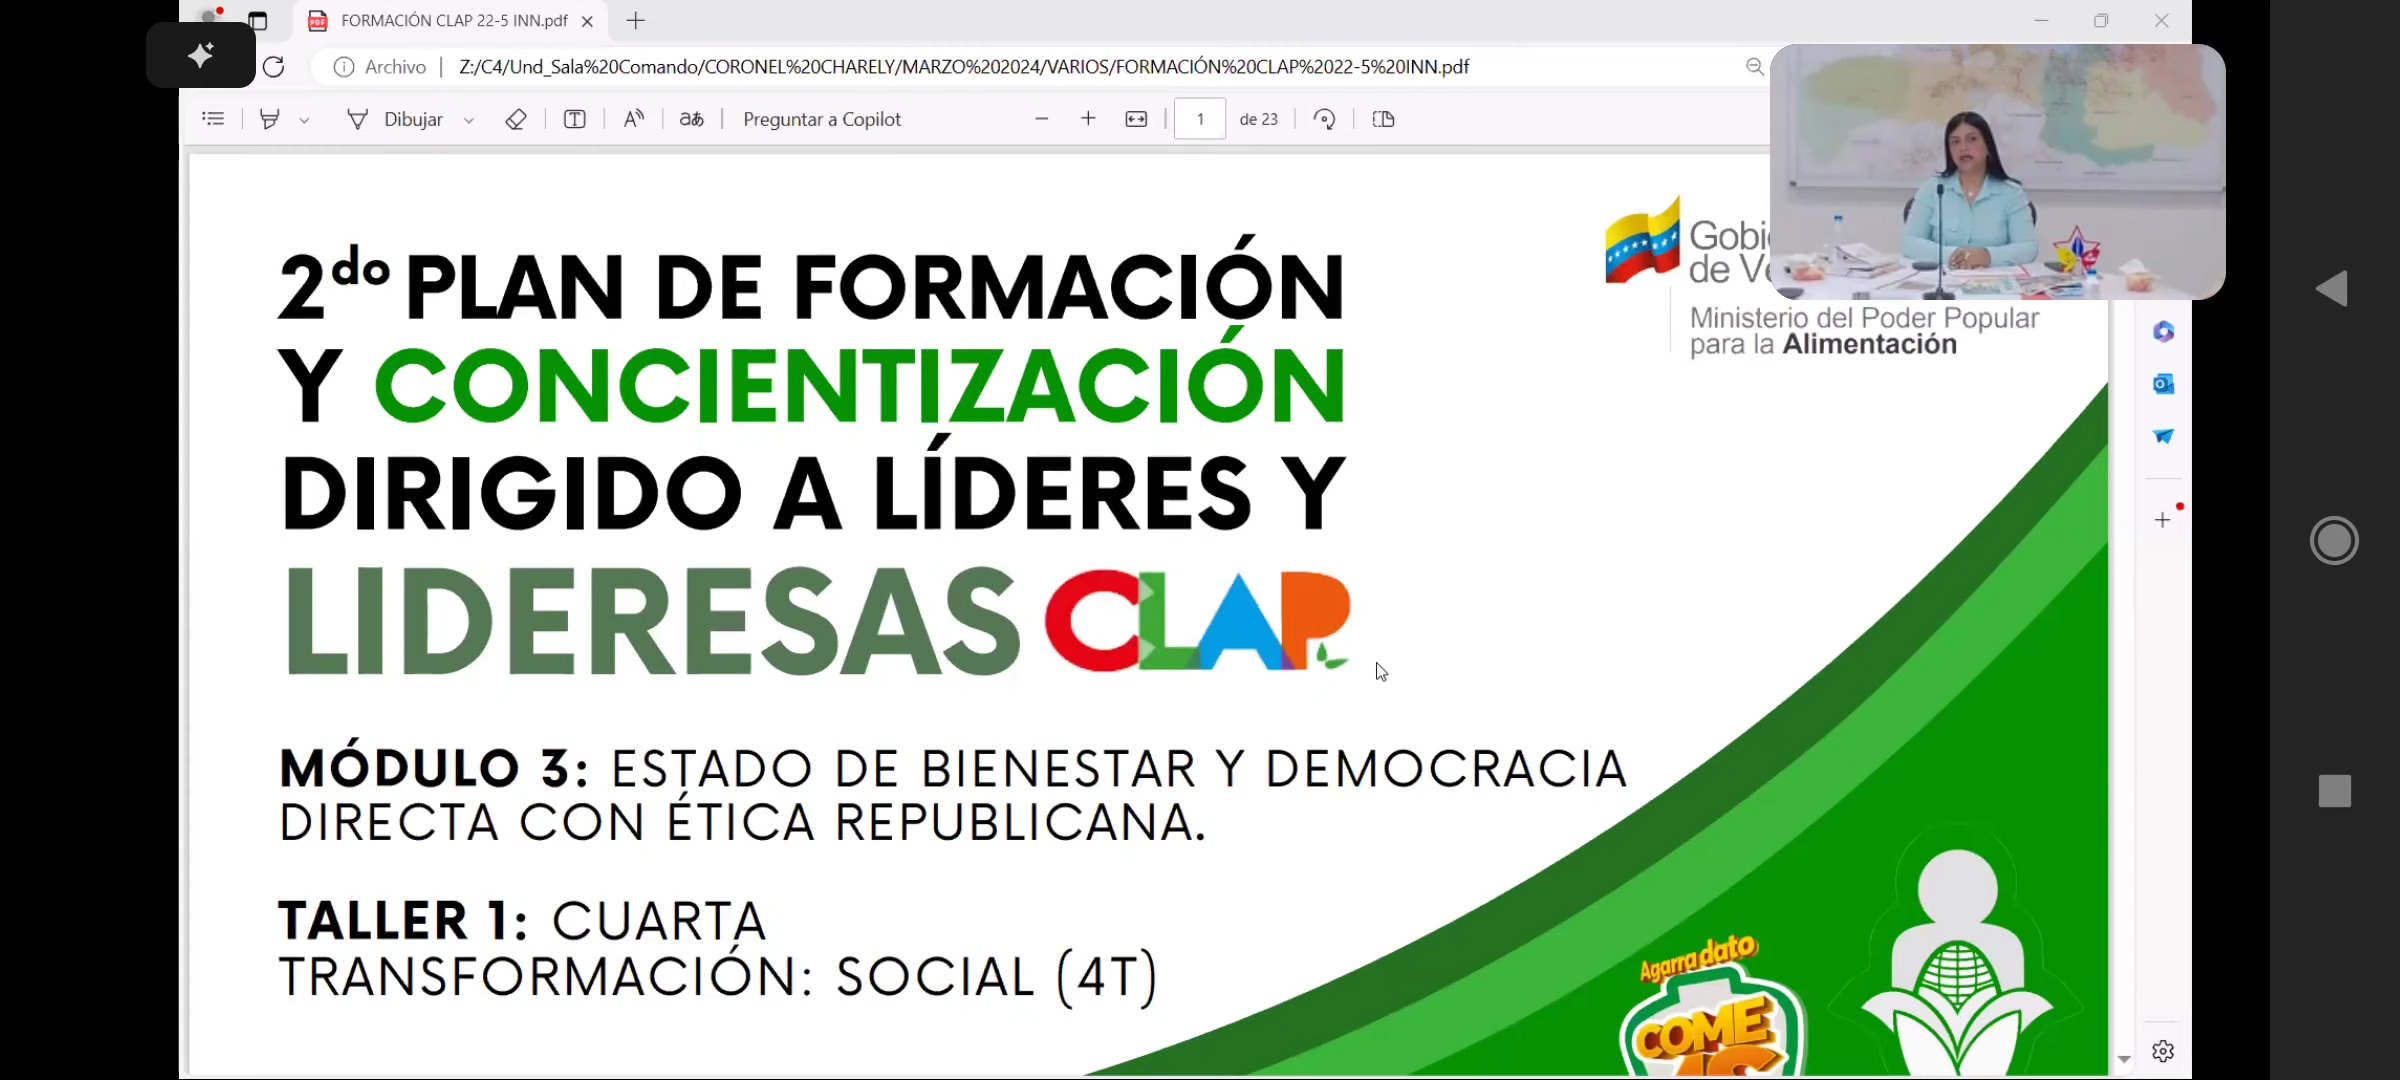 FORMACIÓN CLAP 22-5 INN.pdf
Archivo
Z:/C4/Und_Sala%20Comando/CORONEL%20CHARELY/MARZO%202024/VARIOS/FORMACIÓN%20CLAP%2022-5%20INN.pdf
Dibujar
Preguntar a Copilot
1 de 23
2do PLAN DE FORMACIÓN
Y CONCIENTIZACIÓN
DIRIGIDO A LÍDERES Y
LIDERESAS CLAP
Ministerio del Poder Popular
para la Alimentación
MÓDULO 3: ESTADO DE BIENESTAR Y DEMOCRACIA
DIRECTA CON ÉTICA REPUBLICANA.
TALLER 1: CUARTA
TRANSFORMACIÓN: SOCIAL (4T)
Agarra dato
COME